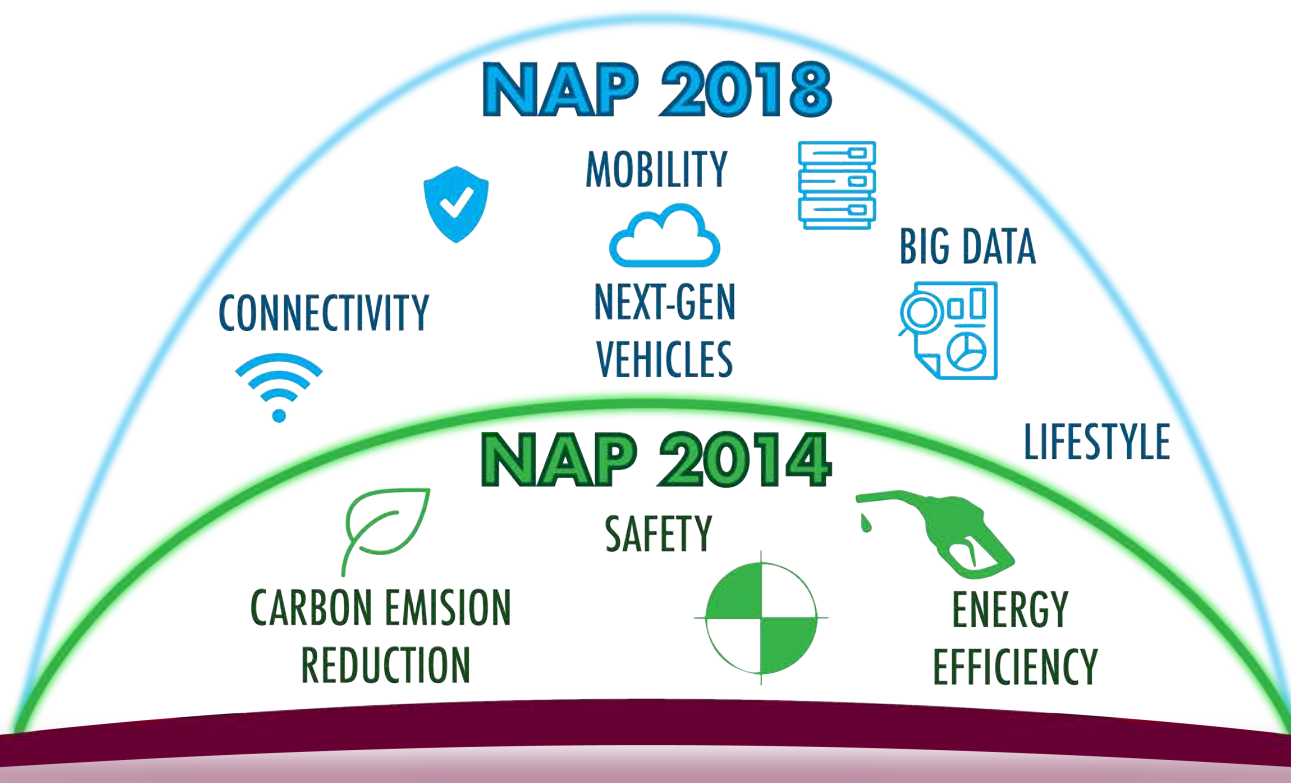 NAP 2018
MOBILITY
BIG DATA
CONNECTIVITY
NEXT-GEN
VEHICLES
LIFESTYLE
NAP 2014
SAFETY
CARBON EMISION
REDUCTION
ENERGY
EFFICIENCY